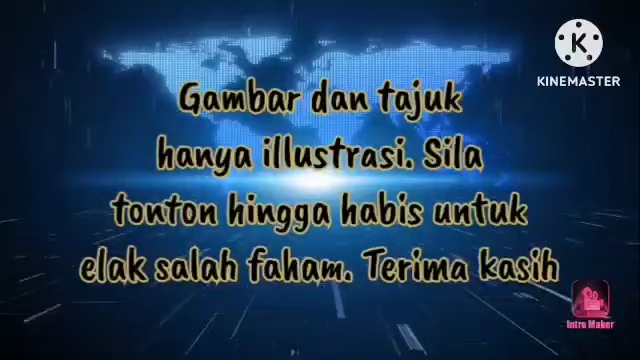 KINEMASTER
Gambar dan tajuk
hanya illustrasi. Sila
tonton hingga habis untuk
elak salah faham. Terima kasih
Intro Maker